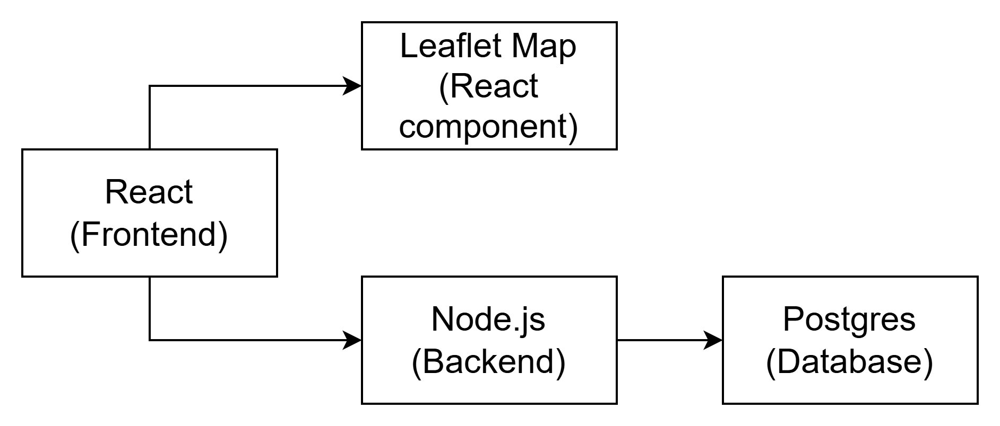 Leaflet Map
(React
component)
React
(Frontend)
Node.js
(Backend)
Postgres
(Database)